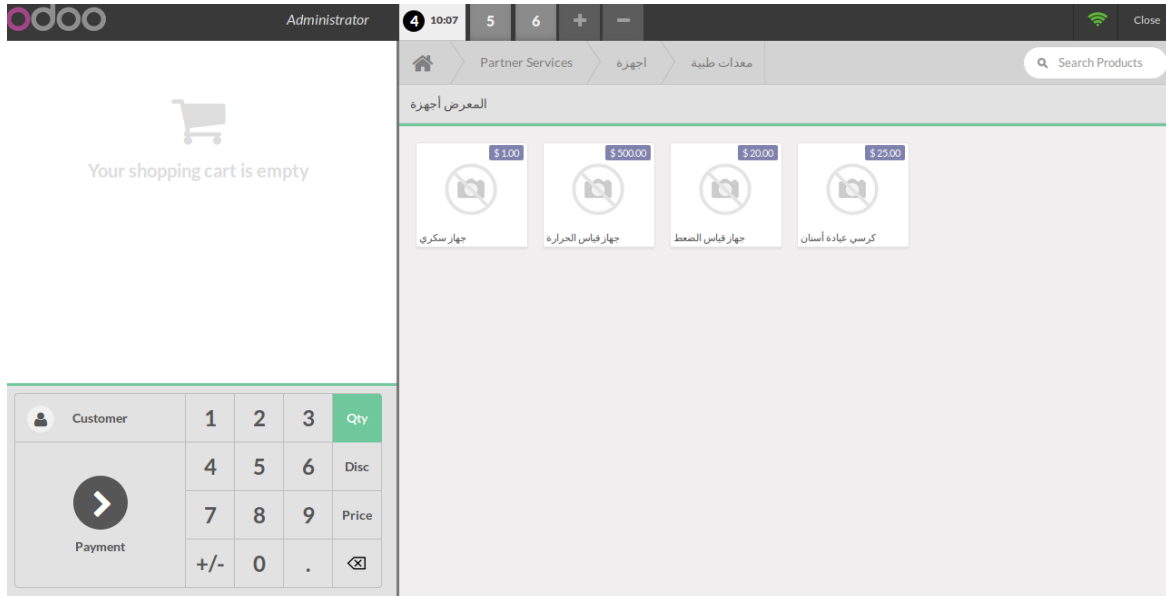 odoo
Administrator
4 10:07
5
6
+
−
Close
Partner Services
اجهزة
معدات طبية
Search Products
المعرض أجهزة
Your shopping cart is empty
$ 1.00
$ 500.00
$ 20.00
$ 25.00
جهاز سكري
جهاز قياس الحرارة
جهاز قياس الضعط
كرسي عيادة أسنان
Customer
1 2 3 Qty
4 5 6 Disc
7 8 9 Price
Payment
+/- 0 .